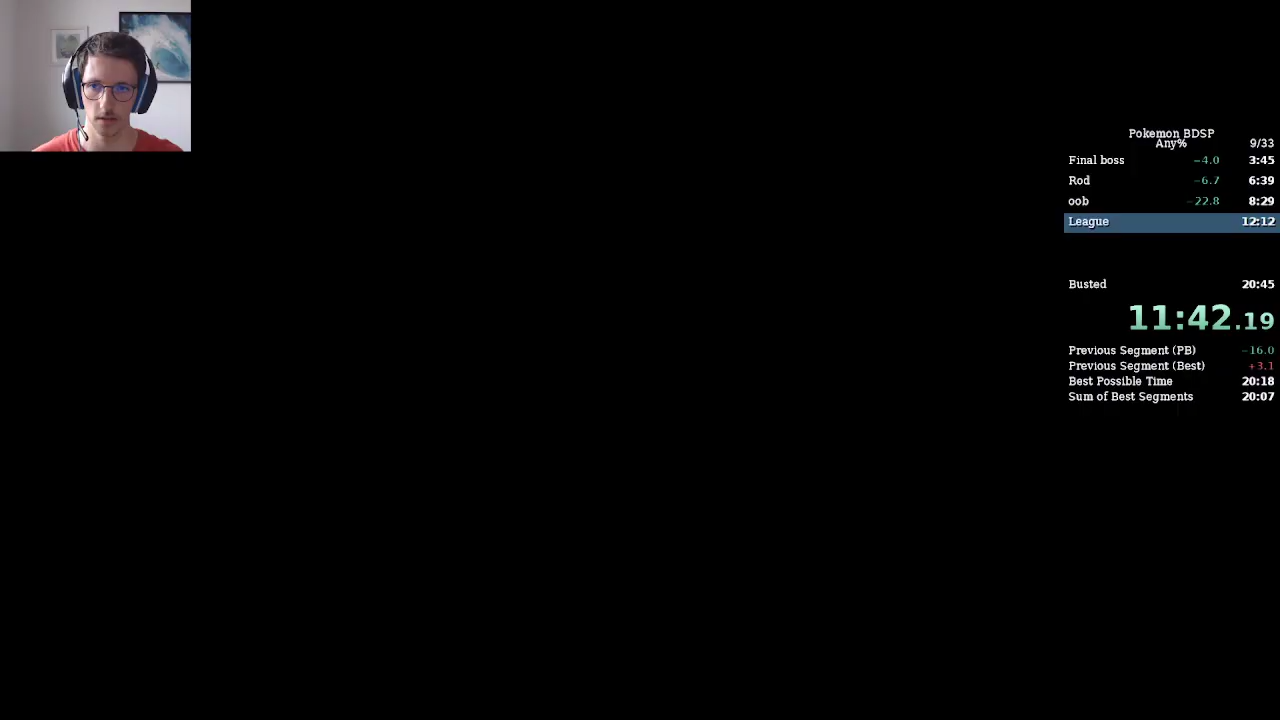 Pokemon BDSP
Any% 9/33
Final boss -4.0 3:45
Rod -6.7 6:39
oob -22.8 8:29
League 12:12
Busted 20:45
11:42.19
Previous Segment (PB) -16.0
Previous Segment (Best) +3.1
Best Possible Time 20:18
Sum of Best Segments 20:07